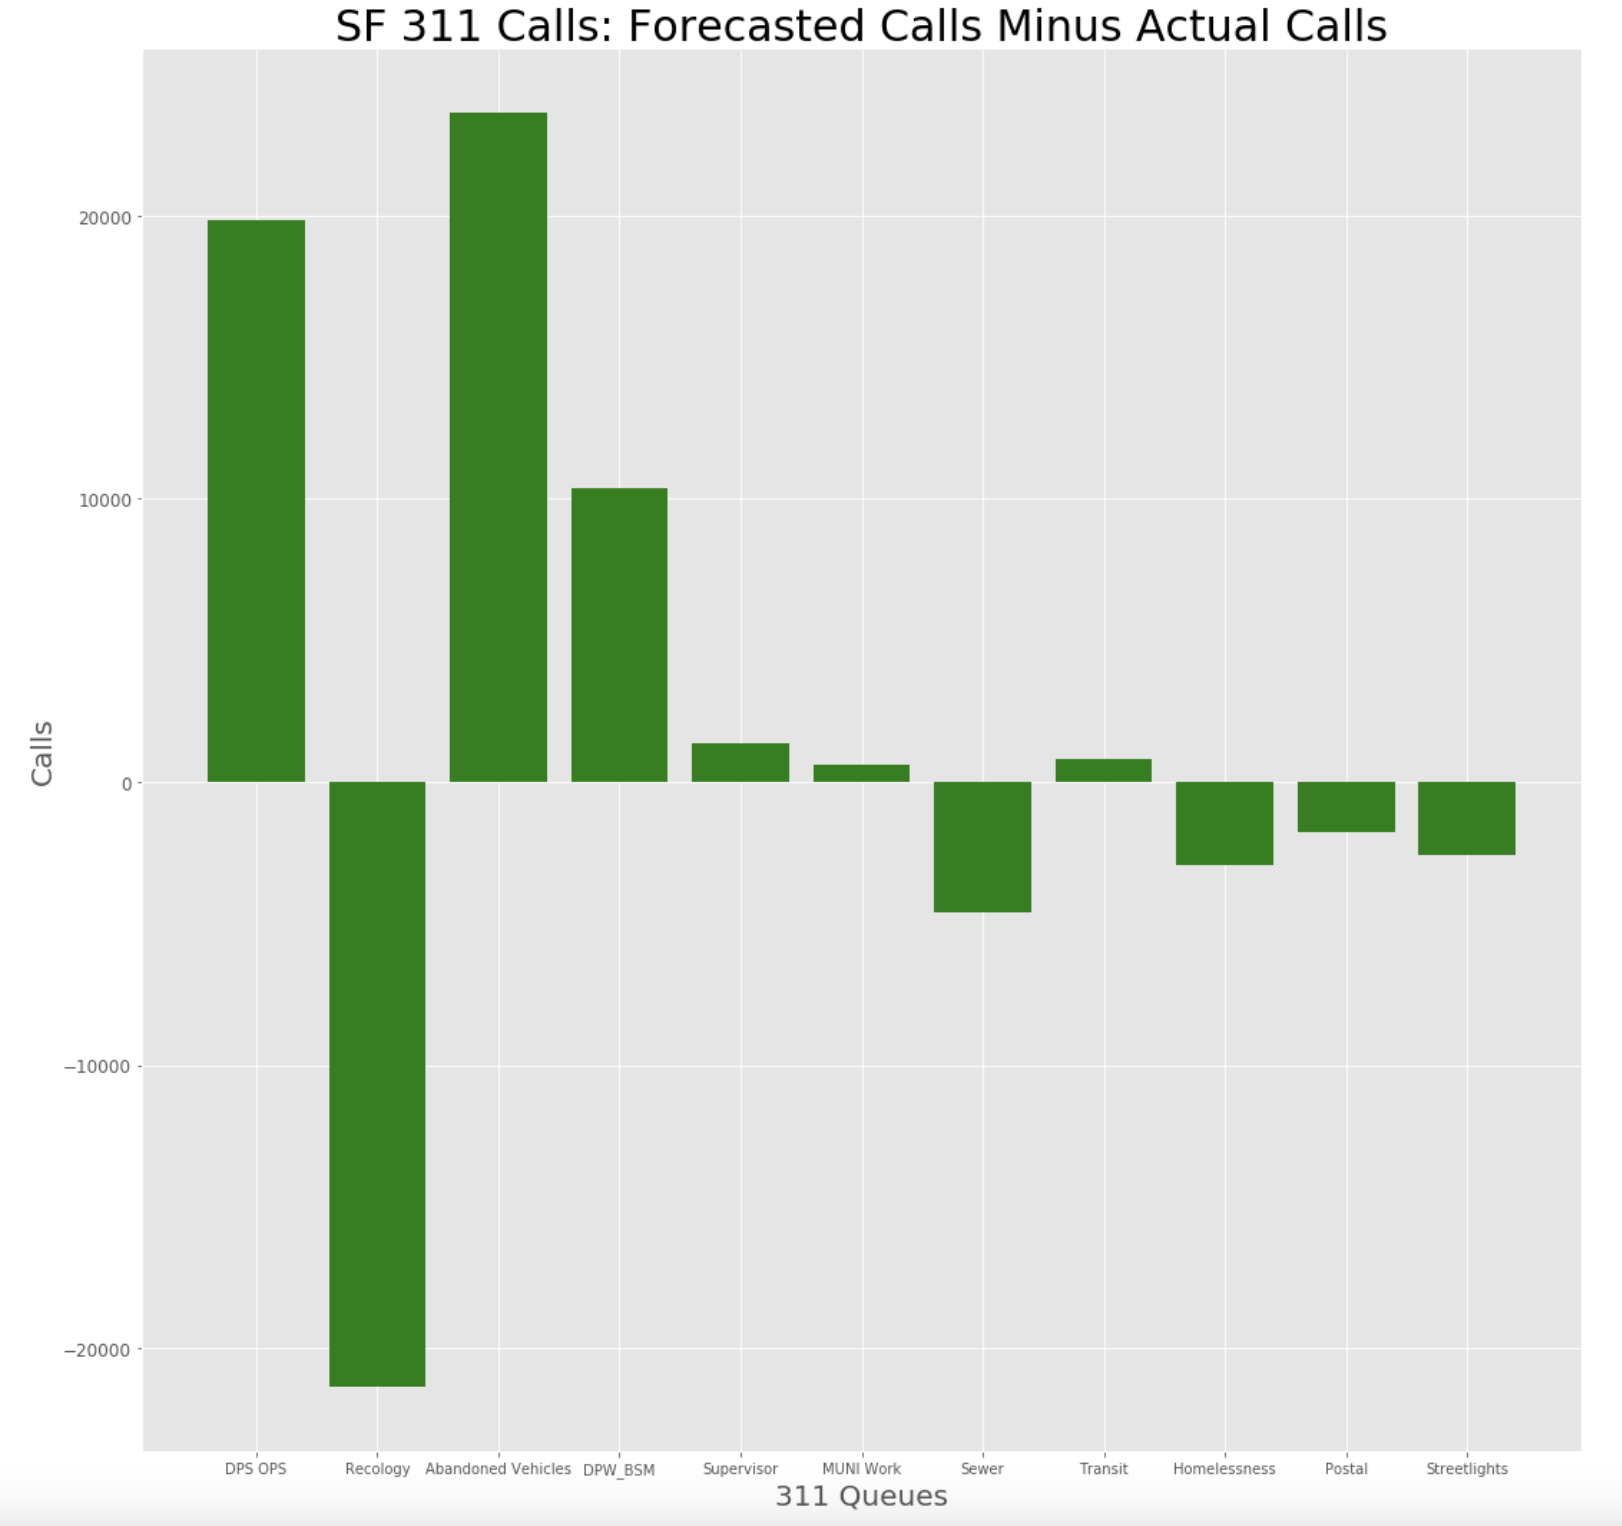 SF 311 Calls: Forecasted Calls Minus Actual Calls
20000
10000
0
−10000
−20000
Calls
DPS OPS
Recology
Abandoned Vehicles
DPW_BSM
Supervisor
MUNI Work
Sewer
Transit
Homelessness
Postal
Streetlights
311 Queues